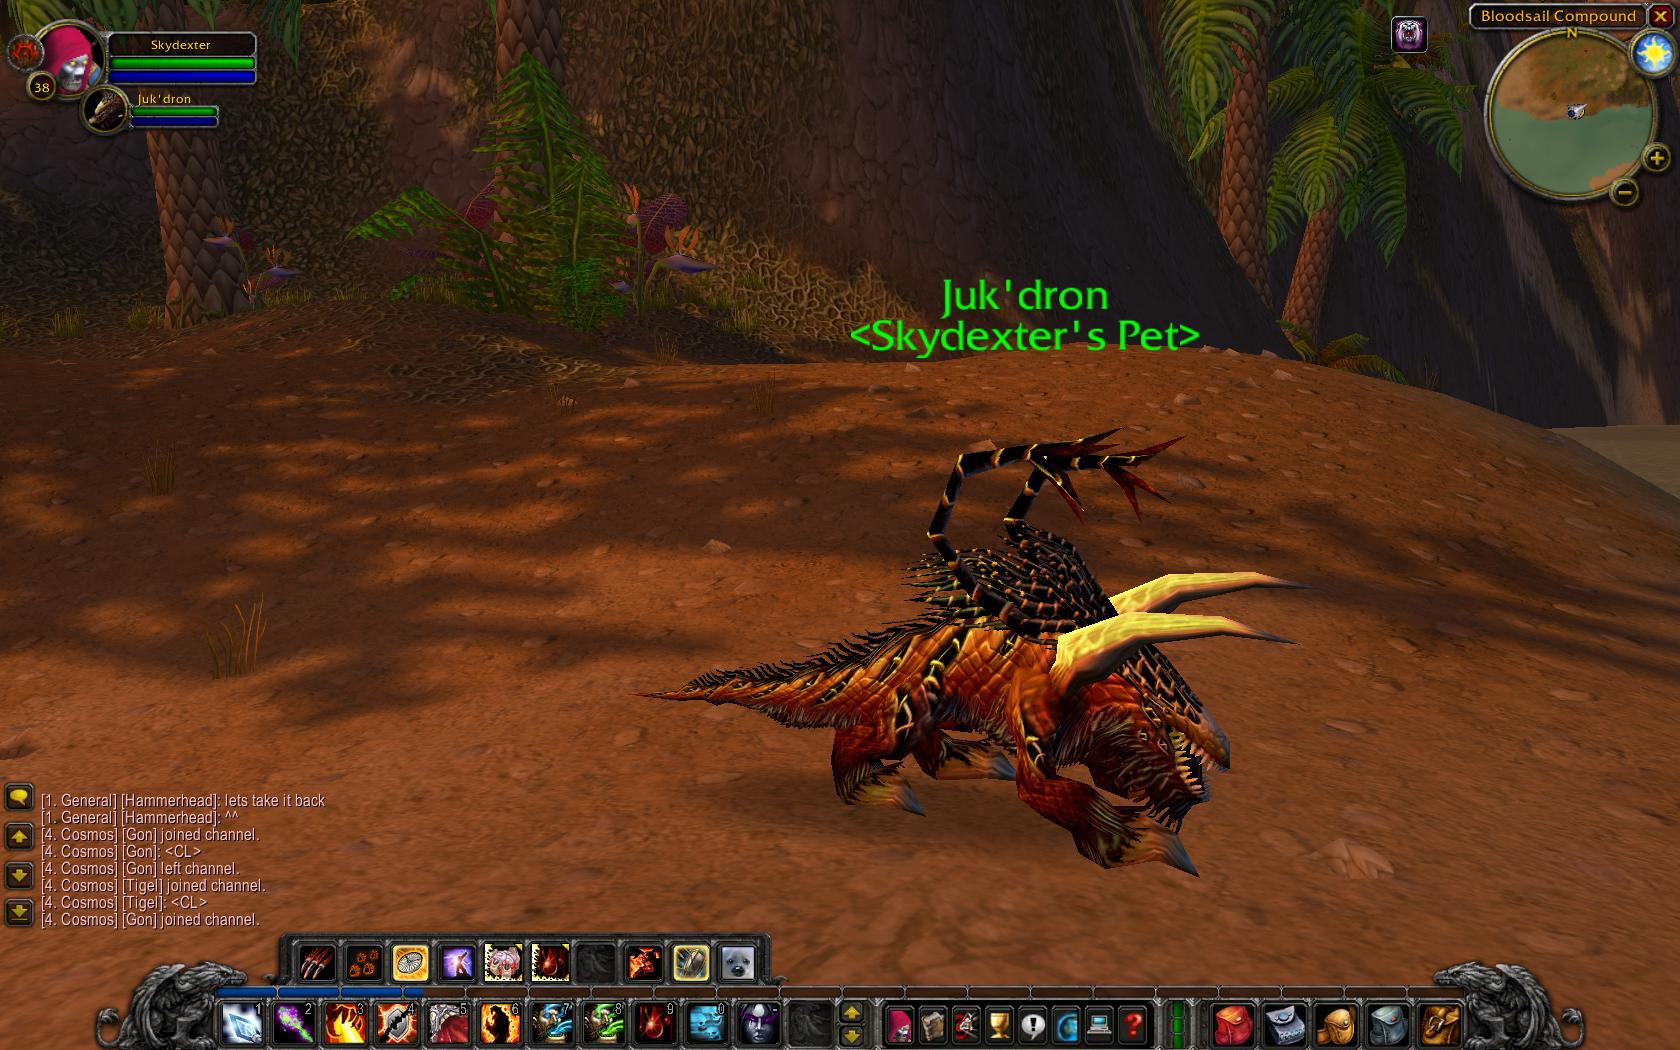 Skydexter
38
Juk'dron
Bloodsail Compound
N
Juk'dron
<Skydexter's Pet>
[1. General] [Hammerhead]: lets take it back
[1. General] [Hammerhead]: ^^
[4. Cosmos] [Gon] joined channel.
[4. Cosmos] [Gon]: <CL>
[4. Cosmos] [Gon] left channel.
[4. Cosmos] [Tigel] joined channel.
[4. Cosmos] [Tigel]: <CL>
[4. Cosmos] [Gon] joined channel.
1 2 3 4 5 6 7 8 9 0 -